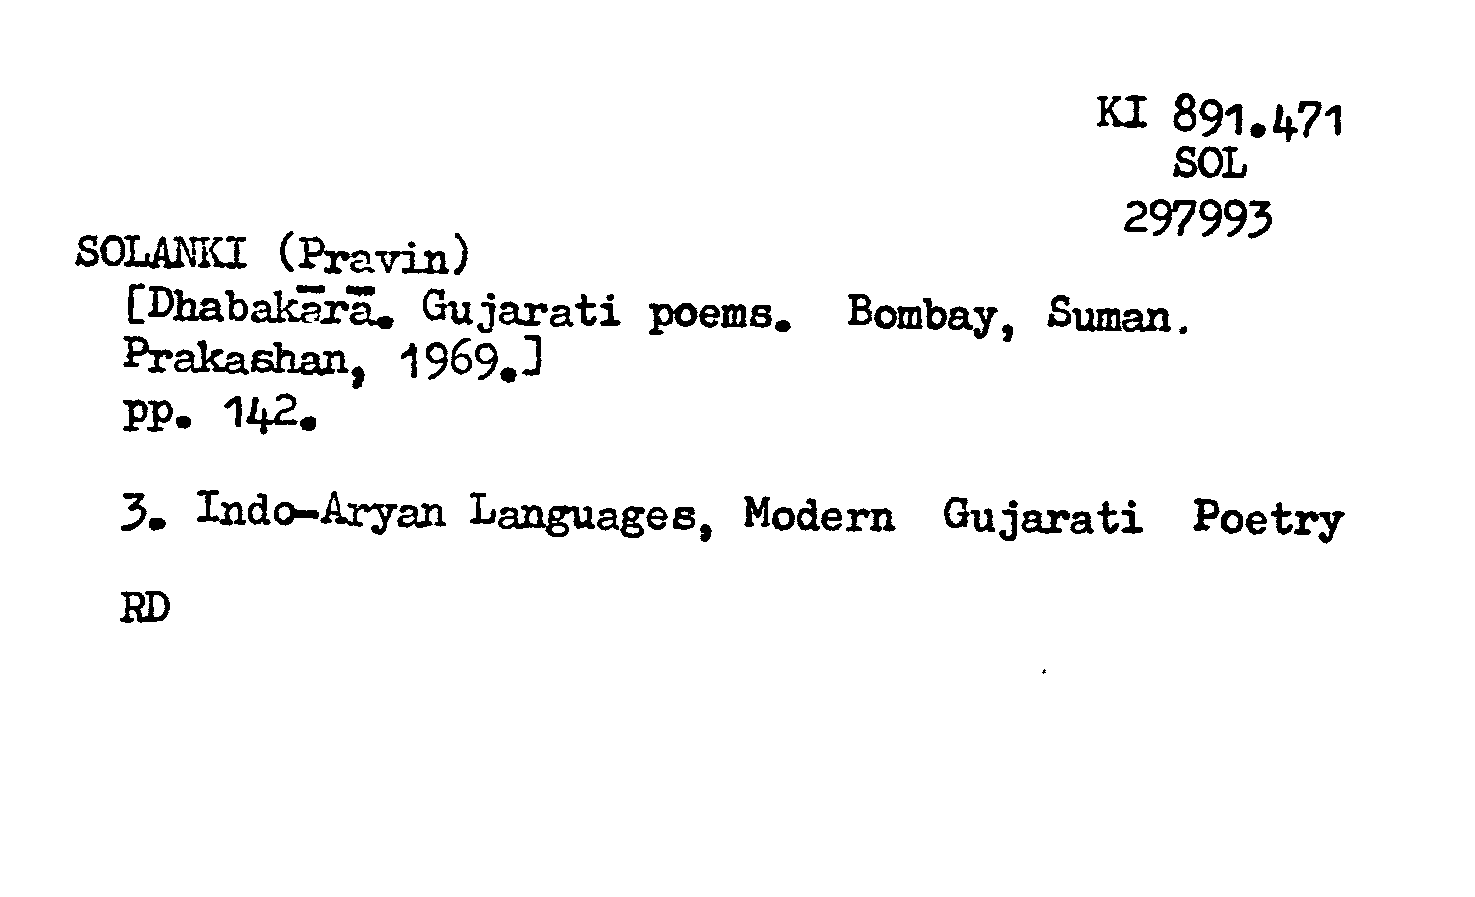 KI 891.471
SOL
297993
SOLANKI (Pravin)
[Dhabakārā. Gujarati poems. Bombay, Suman.
Prakashan, 1969.]
pp. 142.
3. Indo-Aryan Languages, Modern Gujarati Poetry
RD